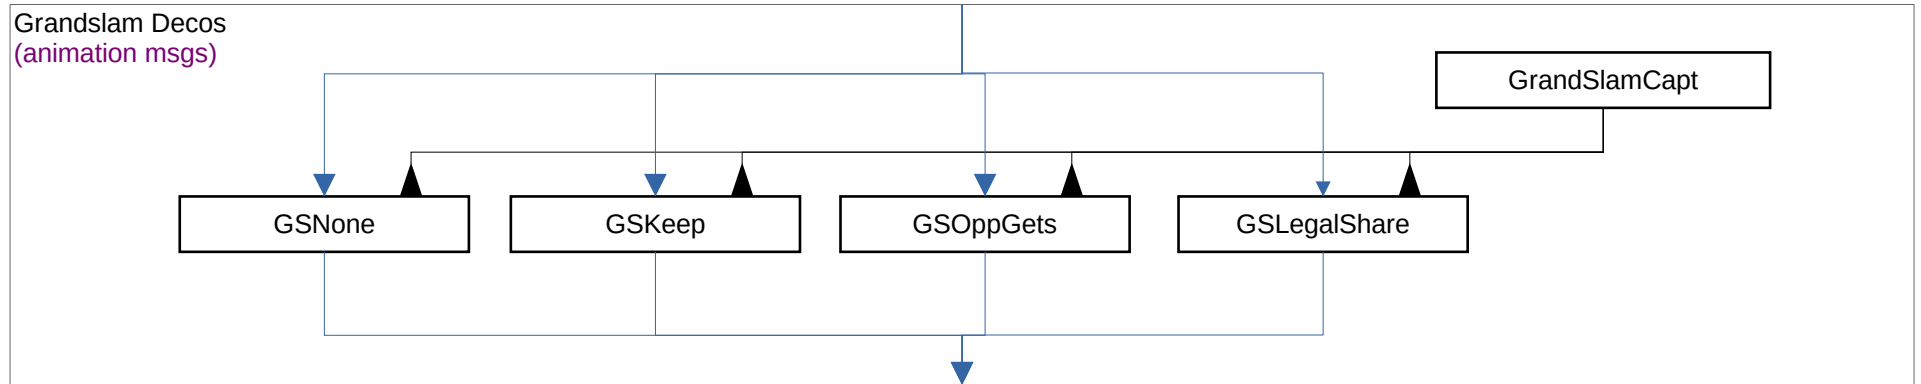 Grandslam Decos
(animation msgs)
GrandSlamCapt
GSNone
GSKeep
GSOppGets
GSLegalShare